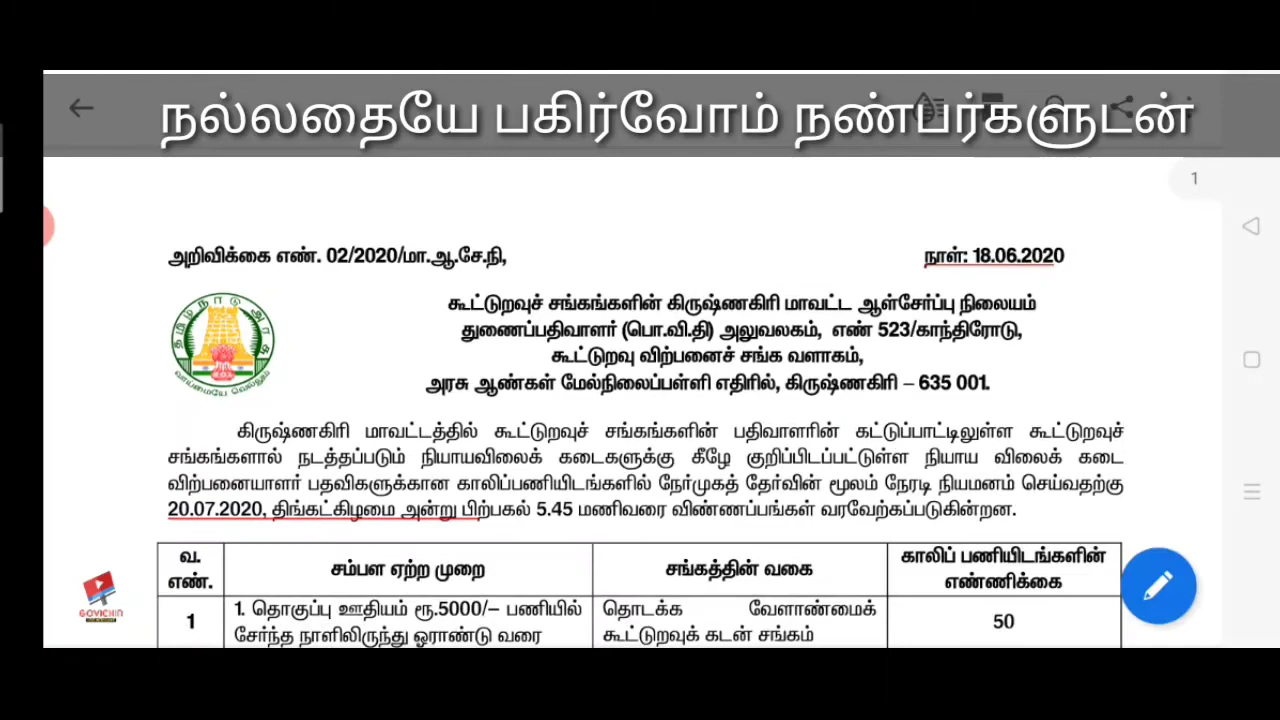 நல்லதையே பகிர்வோம் நண்பர்களுடன்
1
அறிவிக்கை எண். 02/2020/மா.ஆ.சே.நி,
நாள்: 18.06.2020
தமிழ்நாடு அரசு
வாய்மையே வெல்லும்
கூட்டுறவுச் சங்கங்களின் கிருஷ்ணகிரி மாவட்ட ஆள்சேர்ப்பு நிலையம்
துணைப்பதிவாளர் (பொ.வி.தி) அலுவலகம், எண் 523/காந்திரோடு,
கூட்டுறவு விற்பனைச் சங்க வளாகம்,
அரசு ஆண்கள் மேல்நிலைப்பள்ளி எதிரில், கிருஷ்ணகிரி – 635 001.
கிருஷ்ணகிரி மாவட்டத்தில் கூட்டுறவுச் சங்கங்களின் பதிவாளரின் கட்டுப்பாட்டிலுள்ள கூட்டுறவுச்
சங்கங்களால் நடத்தப்படும் நியாயவிலைக் கடைகளுக்கு கீழே குறிப்பிடப்பட்டுள்ள நியாய விலைக் கடை
விற்பனையாளர் பதவிகளுக்கான காலிப்பணியிடங்களில் நேர்முகத் தேர்வின் மூலம் நேரடி நியமனம் செய்வதற்கு
20.07.2020, திங்கட்கிழமை அன்று பிற்பகல் 5.45 மணிவரை விண்ணப்பங்கள் வரவேற்கப்படுகின்றன.
வ. எண்.
சம்பள ஏற்ற முறை
சங்கத்தின் வகை
காலிப் பணியிடங்களின்
எண்ணிக்கை
1
1. தொகுப்பு ஊதியம் ரூ.5000/– பணியில்
சேர்ந்த நாளிலிருந்து ஓராண்டு வரை
தொடக்க வேளாண்மைக்
கூட்டுறவுக் கடன் சங்கம்
50
GOVICHIN